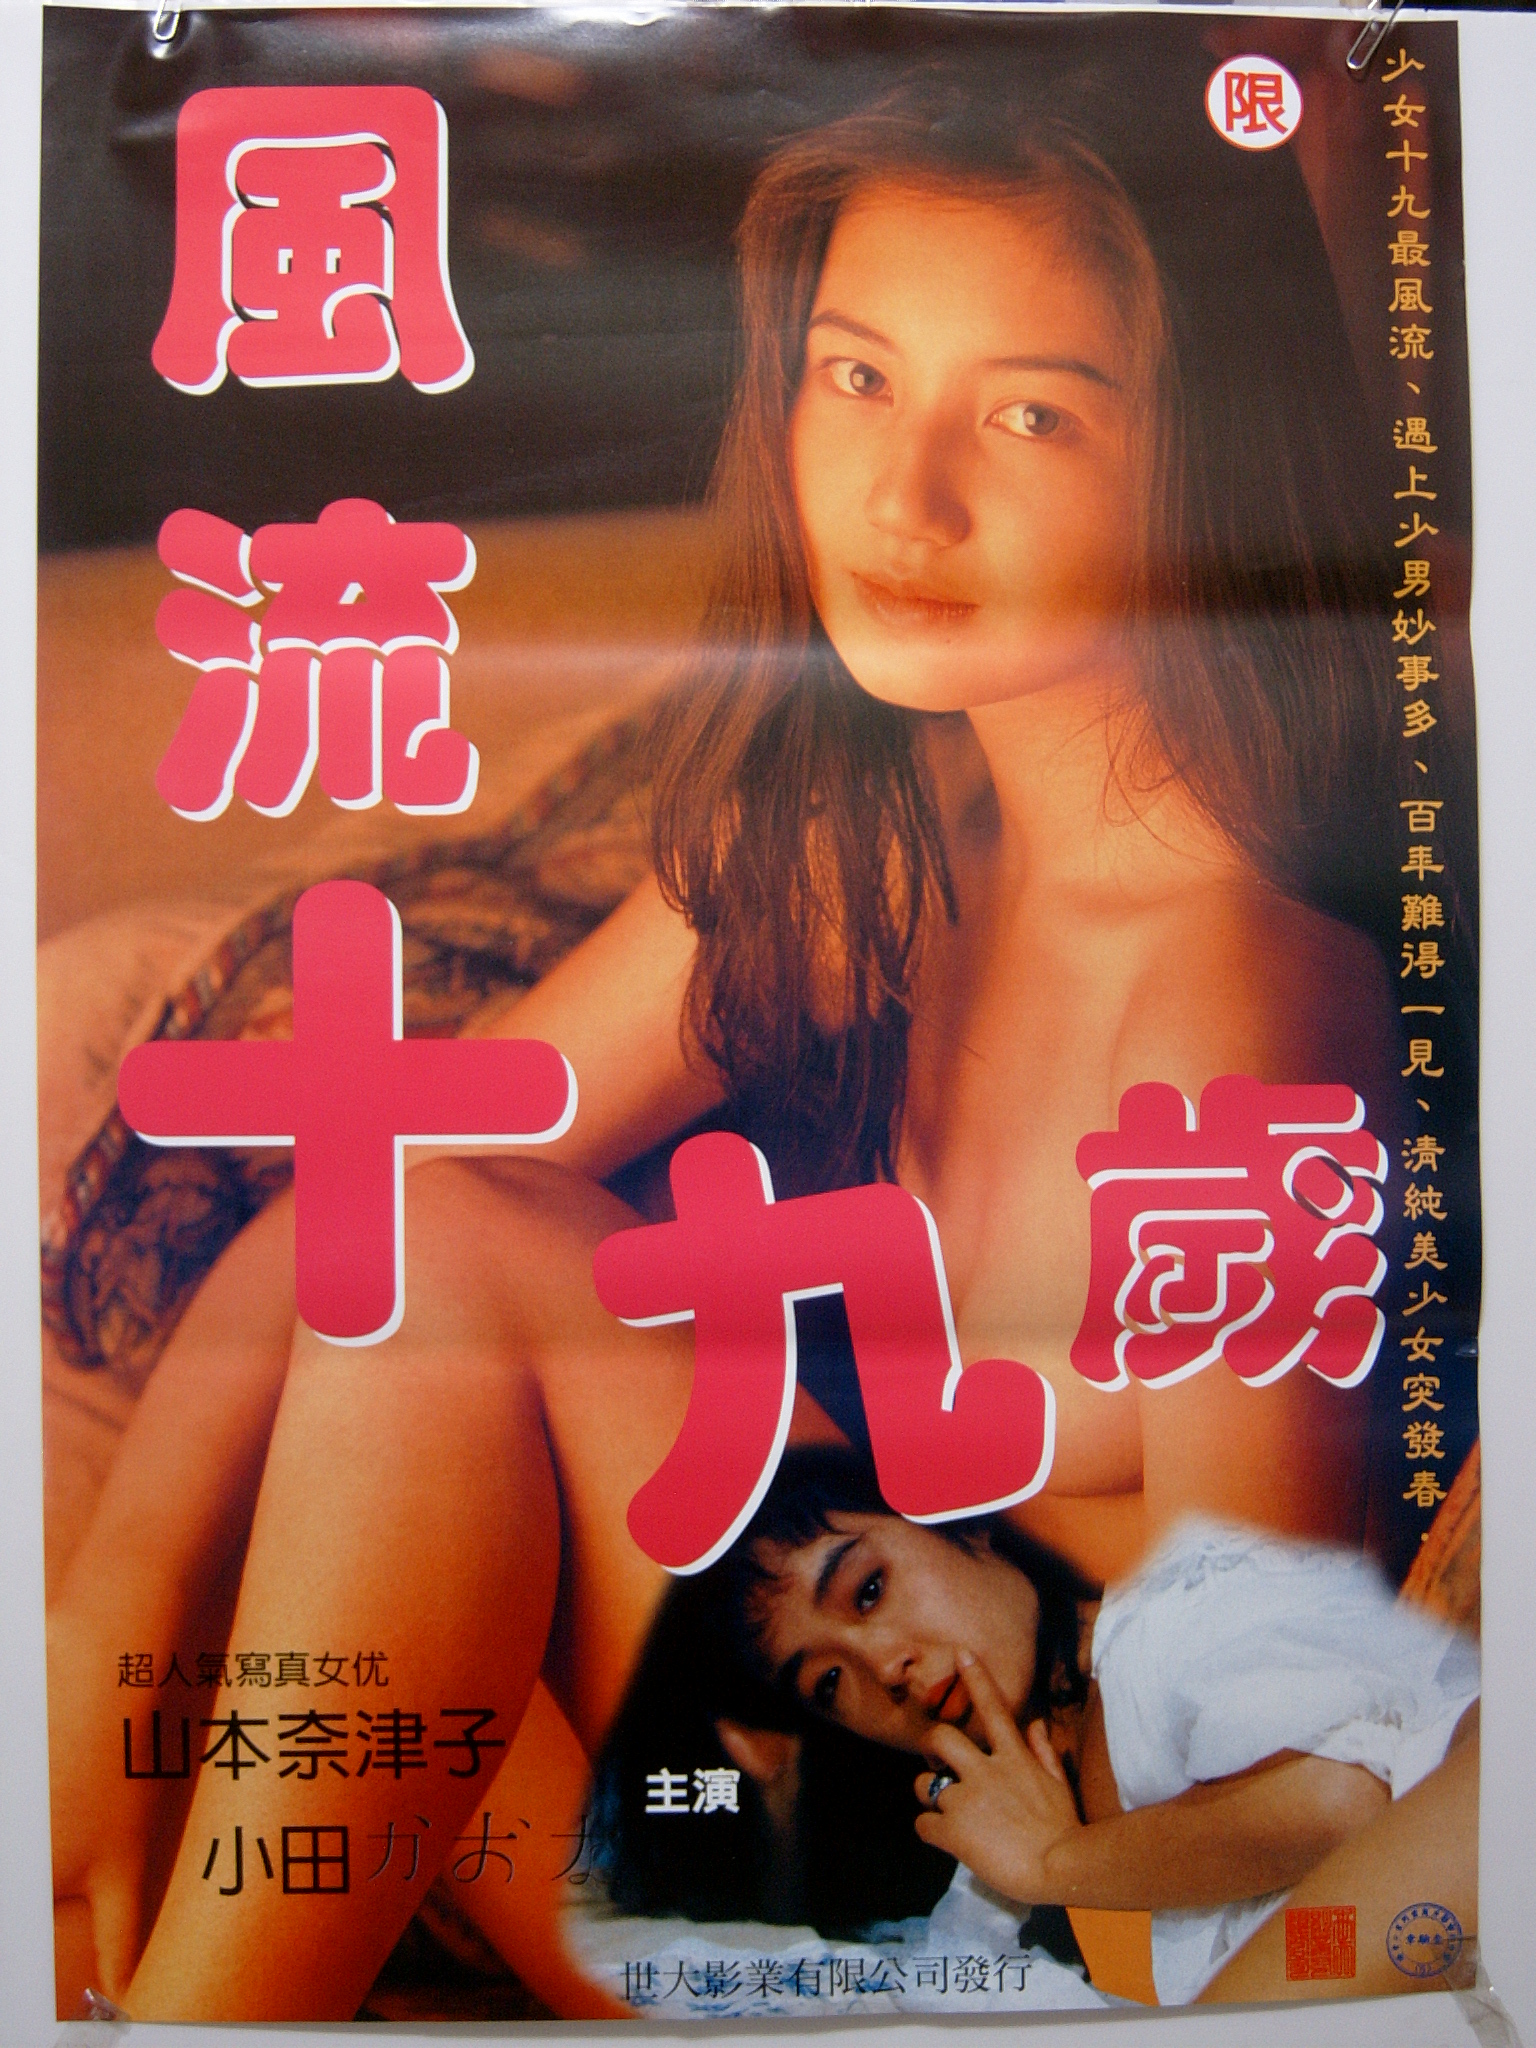 風流十九歲
限
少女十九最風流、遇上少男妙事多、百年難得一見、清純美少女突發春.
超人氣寫真女优
山本奈津子
小田かおな
主演
世大影業有限公司發行